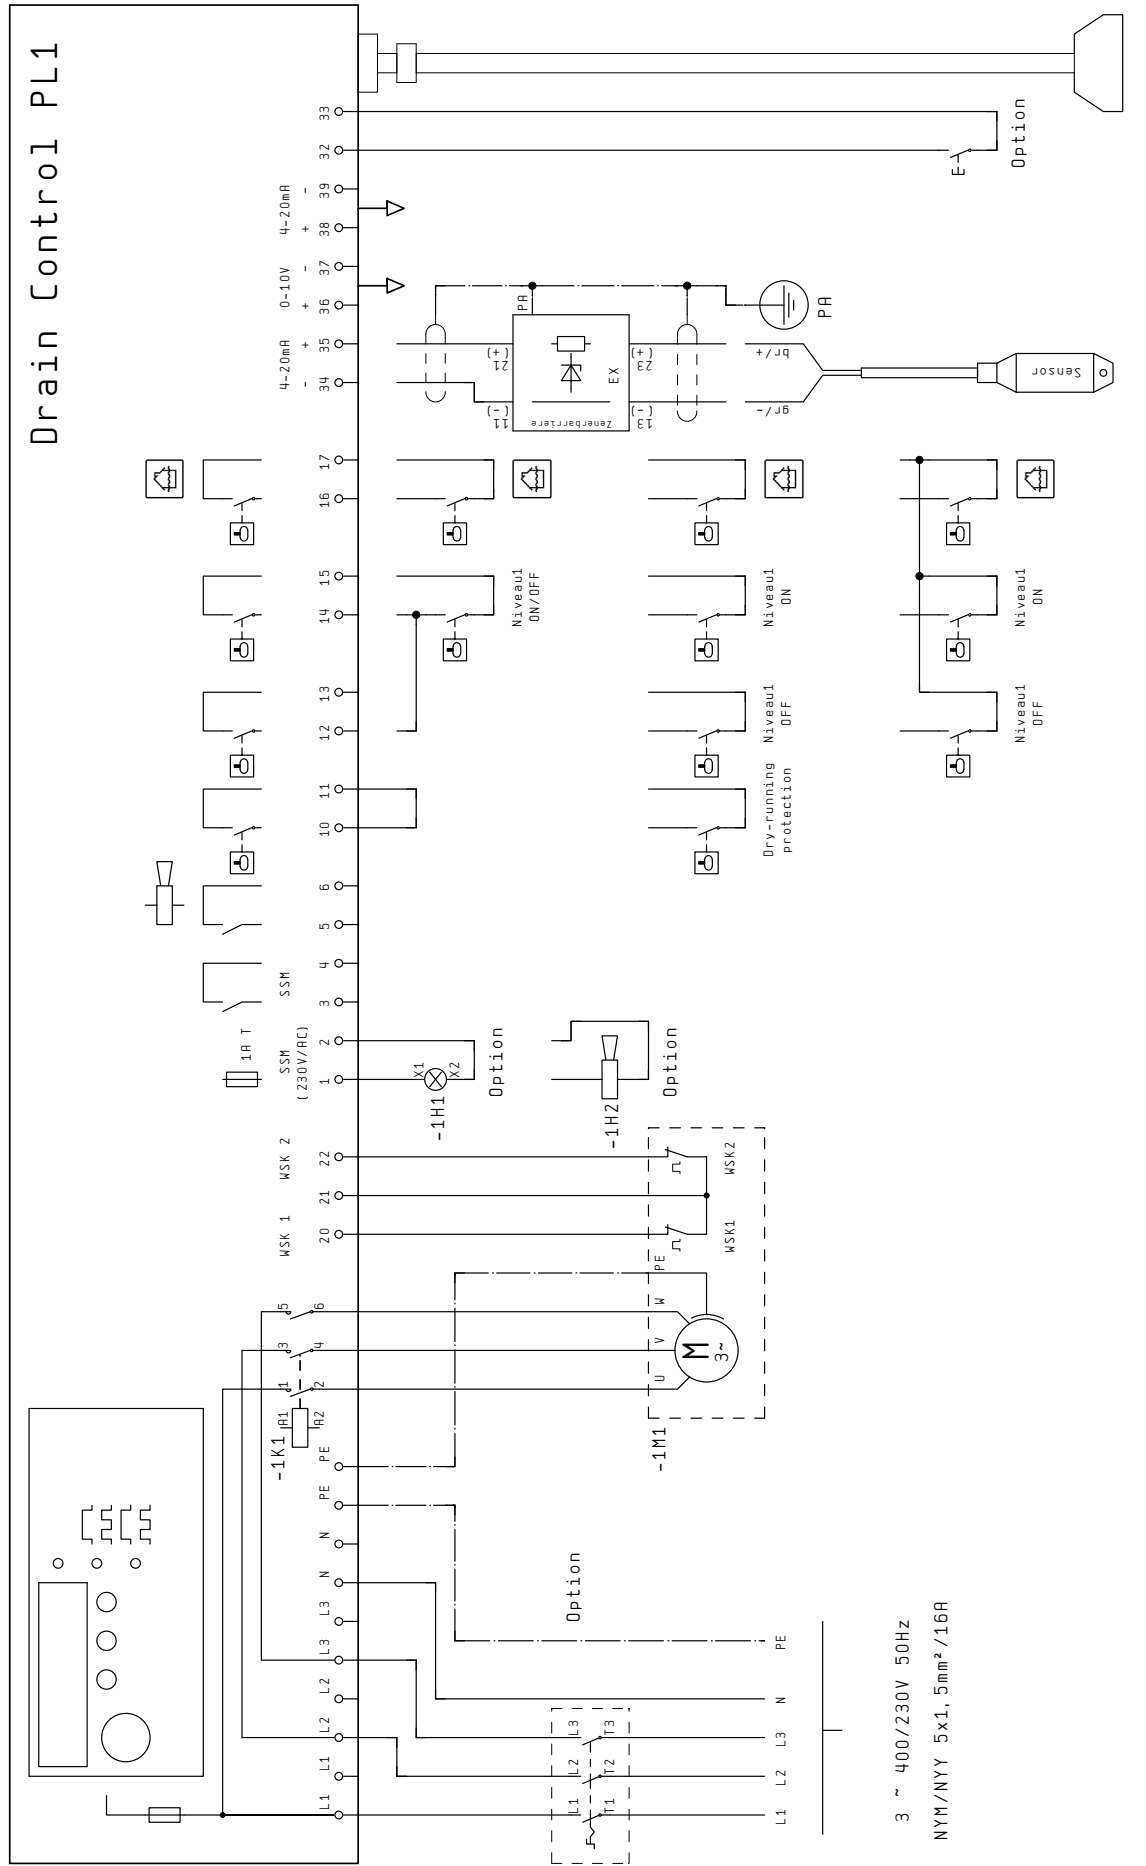 Drain Control PL1
L1
L1
L2
L2
L3
L3
N
N
PE
PE
-1K1
A1
A2
1
2
3
4
5
6
WSK 1
WSK 2
20
21
22
SSM
(230V/AC)
1A T
1
2
SSM
3
4
5
6
10
11
12
13
14
15
16
17
4-20mA
-
+
34
35
0-10V
+
-
36
37
4-20mA
+
-
38
39
32
33
L1
L2
L3
T1
T2
T3
Option
L1
L2
L3
N
PE
3 ~ 400/230V 50Hz
NYM/NYY 5x1,5mm²/16A
-1M1
U
V
W
PE
M
3~
WSK1
WSK2
-1H1
X1
X2
Option
-1H2
Option
Niveau1
ON/OFF
Dry-running
protection
Niveau1
OFF
Niveau1
ON
Niveau1
OFF
Niveau1
ON
11
(-)
21
(+)
PA
Zenerbarriere
EX
13
(-)
23
(+)
gr/-
br/+
PA
Sensor
Option